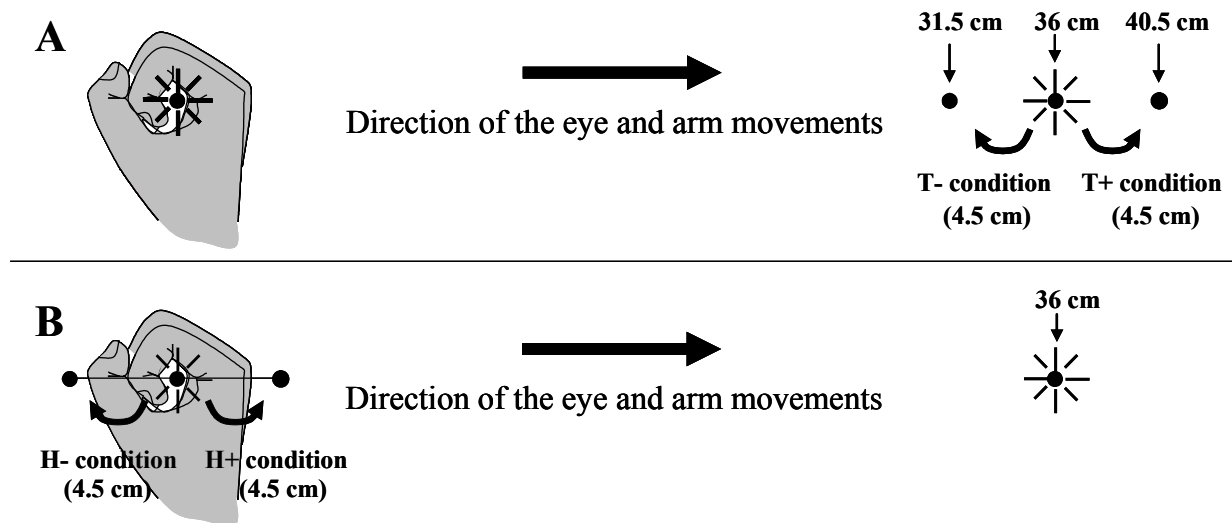 A
31.5 cm 36 cm 40.5 cm
Direction of the eye and arm movements
T- condition T+ condition
(4.5 cm) (4.5 cm)
B
36 cm
Direction of the eye and arm movements
H- condition H+ condition
(4.5 cm) (4.5 cm)